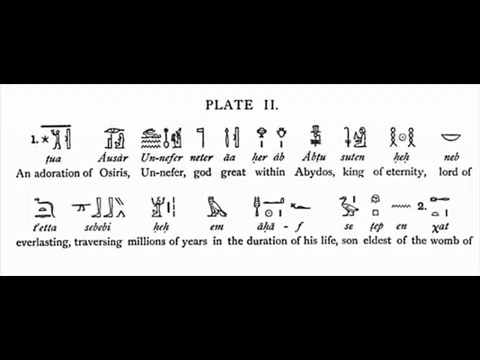 PLATE II.
1.
ṭua Ausȧr Un-nefer neter āa ḥer ȧb Ȧbṭu suten ḥeḥ neb
An adoration of Osiris, Un-nefer, god great within Abydos, king of eternity, lord of
2.
t'etta sebebi ḥeḥ em āḥā - f se ṭep en χat
everlasting, traversing millions of years in the duration of his life, son eldest of the womb of